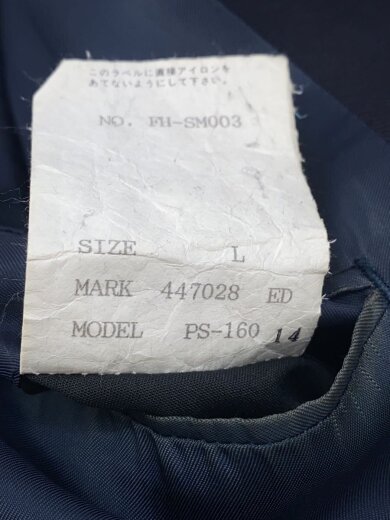 このラベルに直接アイロンを
あてないようにして下さい。
NO. FH-SM003
SIZE L
MARK 447028 ED
MODEL PS-160 14